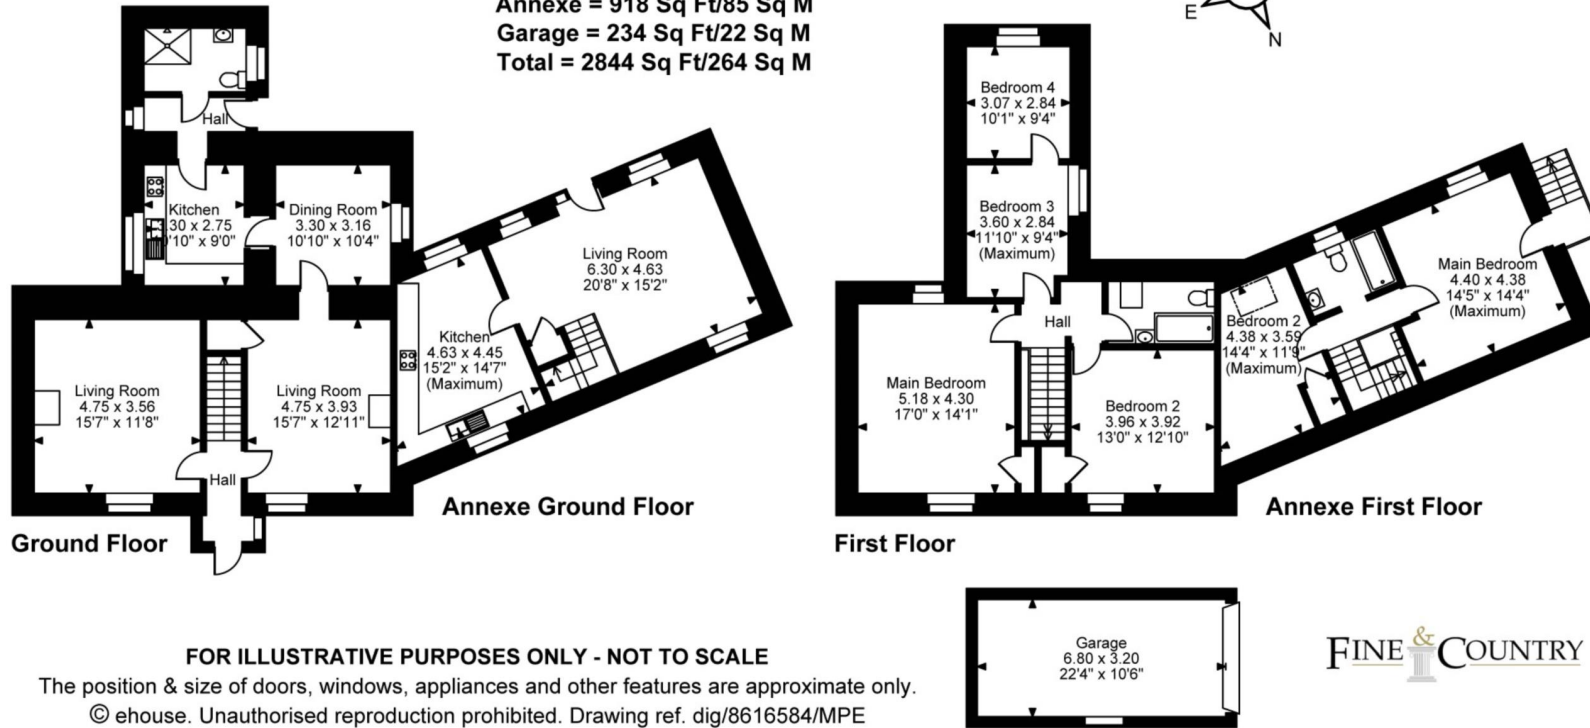 Annexe = 918 Sq Ft/85 Sq M
Garage = 234 Sq Ft/22 Sq M
Total = 2844 Sq Ft/264 Sq M
E
N
Hall
Kitchen
3.30 x 2.75
10'10" x 9'0"
Dining Room
3.30 x 3.16
10'10" x 10'4"
Living Room
4.75 x 3.56
15'7" x 11'8"
Living Room
4.75 x 3.93
15'7" x 12'11"
Hall
Ground Floor
Kitchen
4.63 x 4.45
15'2" x 14'7"
(Maximum)
Living Room
6.30 x 4.63
20'8" x 15'2"
Annexe Ground Floor
Bedroom 4
3.07 x 2.84
10'1" x 9'4"
Bedroom 3
3.60 x 2.84
11'10" x 9'4"
(Maximum)
Hall
Main Bedroom
5.18 x 4.30
17'0" x 14'1"
Bedroom 2
3.96 x 3.92
13'0" x 12'10"
First Floor
Bedroom 2
4.38 x 3.59
14'4" x 11'9"
(Maximum)
Main Bedroom
4.40 x 4.38
14'5" x 14'4"
(Maximum)
Annexe First Floor
Garage
6.80 x 3.20
22'4" x 10'6"
FINE & COUNTRY
FOR ILLUSTRATIVE PURPOSES ONLY - NOT TO SCALE
The position & size of doors, windows, appliances and other features are approximate only.
© ehouse. Unauthorised reproduction prohibited. Drawing ref. dig/8616584/MPE